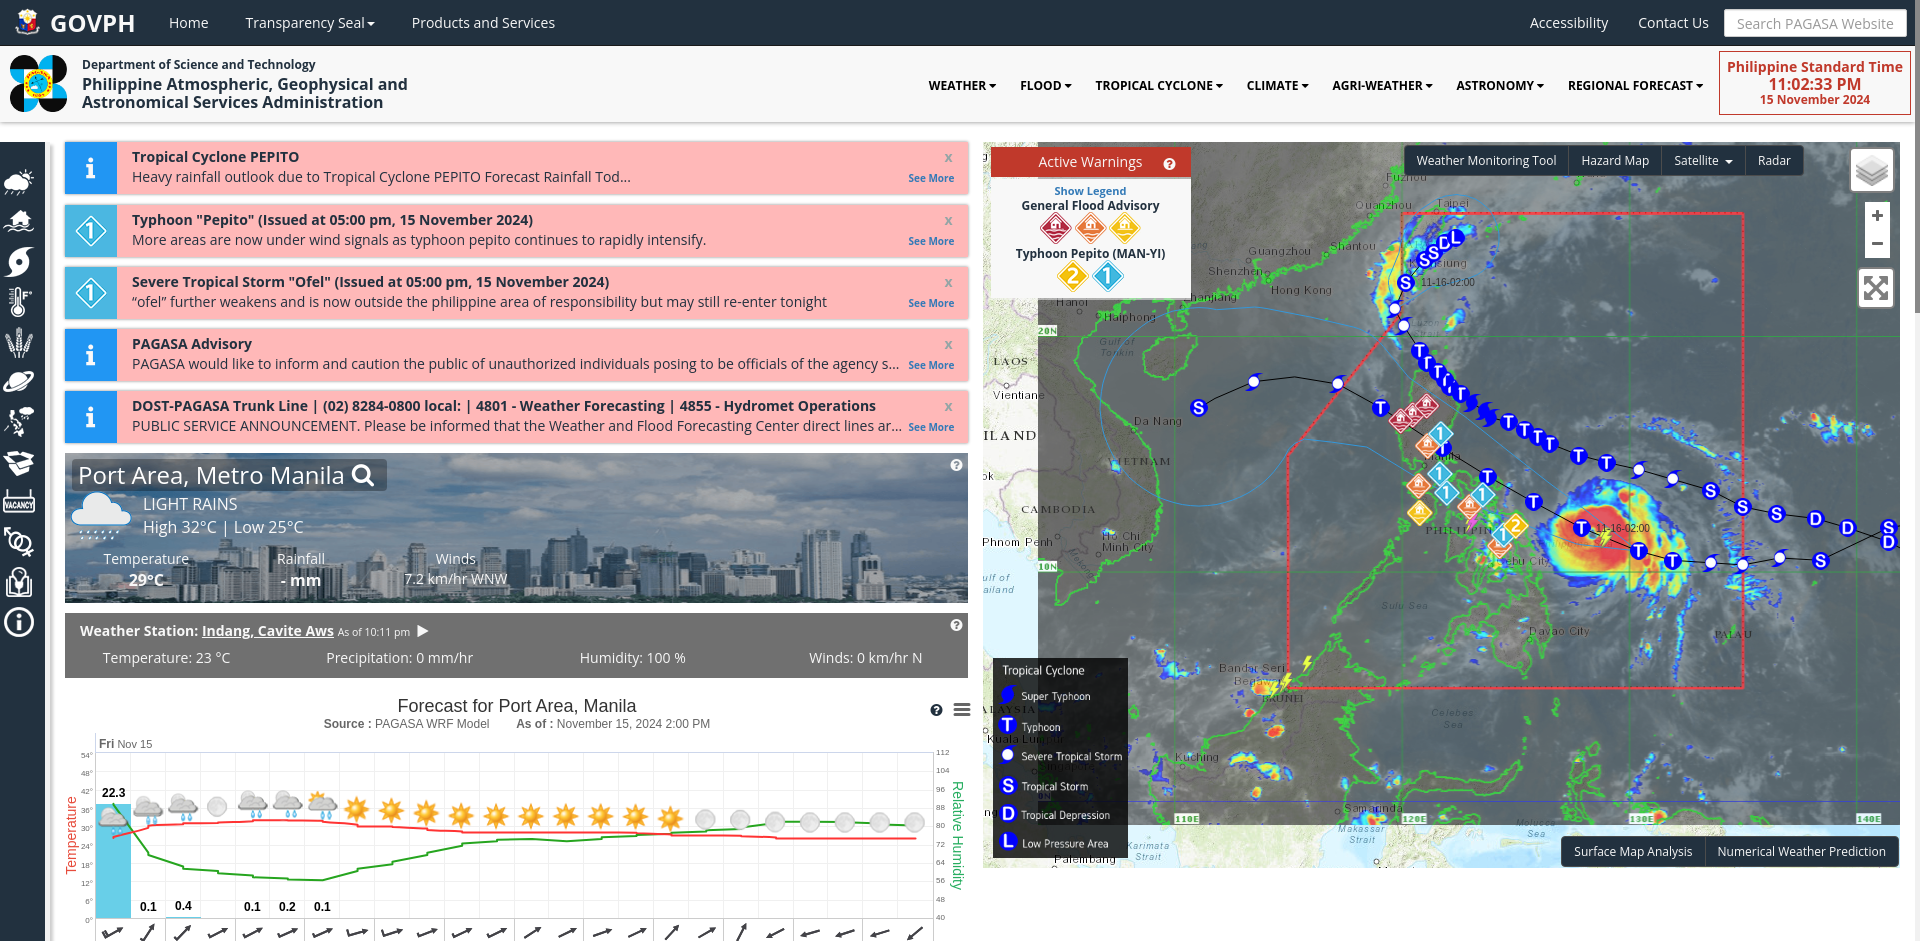 GOVPH
Home
Transparency Seal
Products and Services
Accessibility
Contact Us
Search PAGASA Website
Department of Science and Technology
Philippine Atmospheric, Geophysical and
Astronomical Services Administration
WEATHER
FLOOD
TROPICAL CYCLONE
CLIMATE
AGRI-WEATHER
ASTRONOMY
REGIONAL FORECAST
Philippine Standard Time
11:02:33 PM
15 November 2024
Tropical Cyclone PEPITO
x
Heavy rainfall outlook due to Tropical Cyclone PEPITO Forecast Rainfall Tod...
See More
1
Typhoon "Pepito" (Issued at 05:00 pm, 15 November 2024)
x
More areas are now under wind signals as typhoon pepito continues to rapidly intensify.
See More
1
Severe Tropical Storm "Ofel" (Issued at 05:00 pm, 15 November 2024)
x
“ofel” further weakens and is now outside the philippine area of responsibility but may still re-enter tonight
See More
PAGASA Advisory
x
PAGASA would like to inform and caution the public of unauthorized individuals posing to be officials of the agency s...
See More
DOST-PAGASA Trunk Line | (02) 8284-0800 local: | 4801 - Weather Forecasting | 4855 - Hydromet Operations
x
PUBLIC SERVICE ANNOUNCEMENT. Please be informed that the Weather and Flood Forecasting Center direct lines ar...
See More
VACANCY
Port Area, Metro Manila
LIGHT RAINS
High 32°C | Low 25°C
Temperature
Rainfall
Winds
29°C
- mm
7.2 km/hr WNW
Weather Station: Indang, Cavite Aws As of 10:11 pm
Temperature: 23 °C
Precipitation: 0 mm/hr
Humidity: 100 %
Winds: 0 km/hr N
Forecast for Port Area, Manila
Source : PAGASA WRF Model
As of : November 15, 2024 2:00 PM
Fri Nov 15
54°
48°
42°
36°
30°
24°
18°
12°
6°
0°
Temperature
22.3
0.1
0.4
0.1
0.2
0.1
112
104
96
88
80
72
64
56
48
40
Relative Humidity
Active Warnings
Show Legend
General Flood Advisory
Typhoon Pepito (MAN-YI)
2
1
Weather Monitoring Tool
Hazard Map
Satellite
Radar
+
−
Fuzhou
Quanzhou
Taipei
Guangzhou
Shantou
Shenzhen
Hong Kong
Zhanjiang
Hanoi
Haiphong
20N
Gulf of
Tonkin
LAOS
Vientiane
Da Nang
VIETNAM
CAMBODIA
Phnom Penh
Ho Chi
Minh City
10N
11-16-02:00
11-16-02:00
Manila
PHILIPPIN
Cebu City
Sulu Sea
Davao City
PALAU
Bandar Seri
BRUNEI
Celebes
Sea
Kuching
Kuala Lum
Samarinda
110E
120E
130E
140E
Makassar
Strait
Molucca
Sea
Karimata
Strait
Palembang
Tropical Cyclone
Super Typhoon
Typhoon
Severe Tropical Storm
Tropical Storm
Tropical Depression
Low Pressure Area
Surface Map Analysis
Numerical Weather Prediction